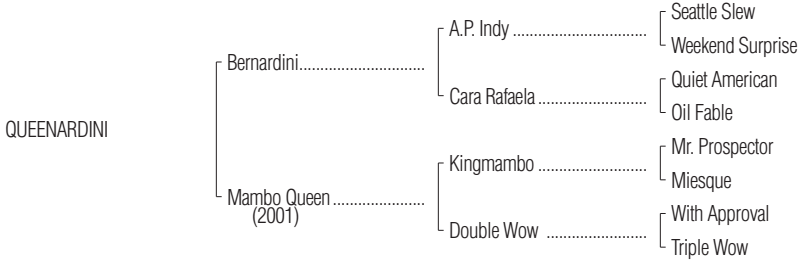 Seattle Slew
A.P. Indy ................................
Weekend Surprise
Bernardini..............................
Quiet American
Cara Rafaela ..........................
Oil Fable
QUEENARDINI
Mr. Prospector
Kingmambo ..........................
Miesque
Mambo Queen ......................
(2001)
With Approval
Double Wow ........................
Triple Wow